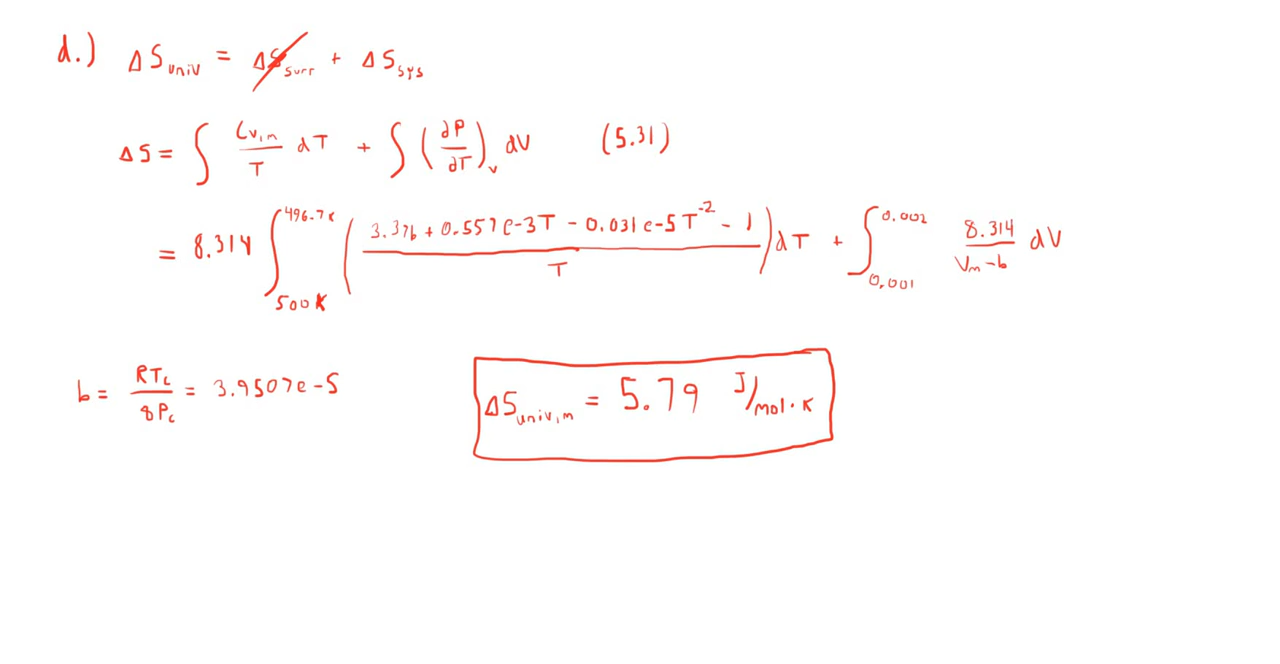 d.) ΔS_univ = ΔS_surr + ΔS_sys
ΔS = ∫ C_v,m / T dT + ∫ (∂P/∂T)_v dV (5.31)
= 8.314 ∫_500K^496.7K ( (3.376 + 0.557e-3T - 0.031e-5T^-2 - 1) / T ) dT + ∫_0.001^0.002 8.314 / (V_m - b) dV
b = RT_c / 8P_c = 3.9507e-5
ΔS_univ,m = 5.79 J/mol·K